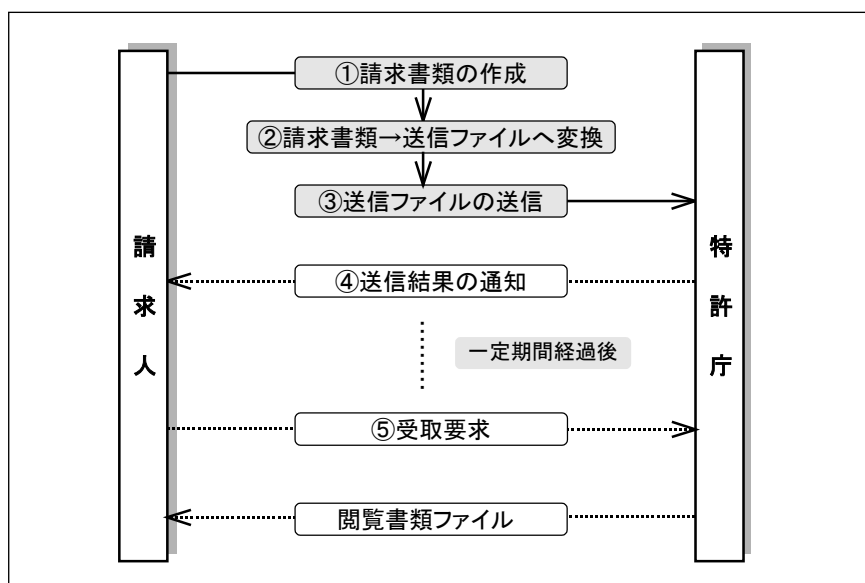 ①請求書類の作成
②請求書類→送信ファイルへ変換
③送信ファイルの送信
請求人
特許庁
④送信結果の通知
一定期間経過後
⑤受取要求
閲覧書類ファイル